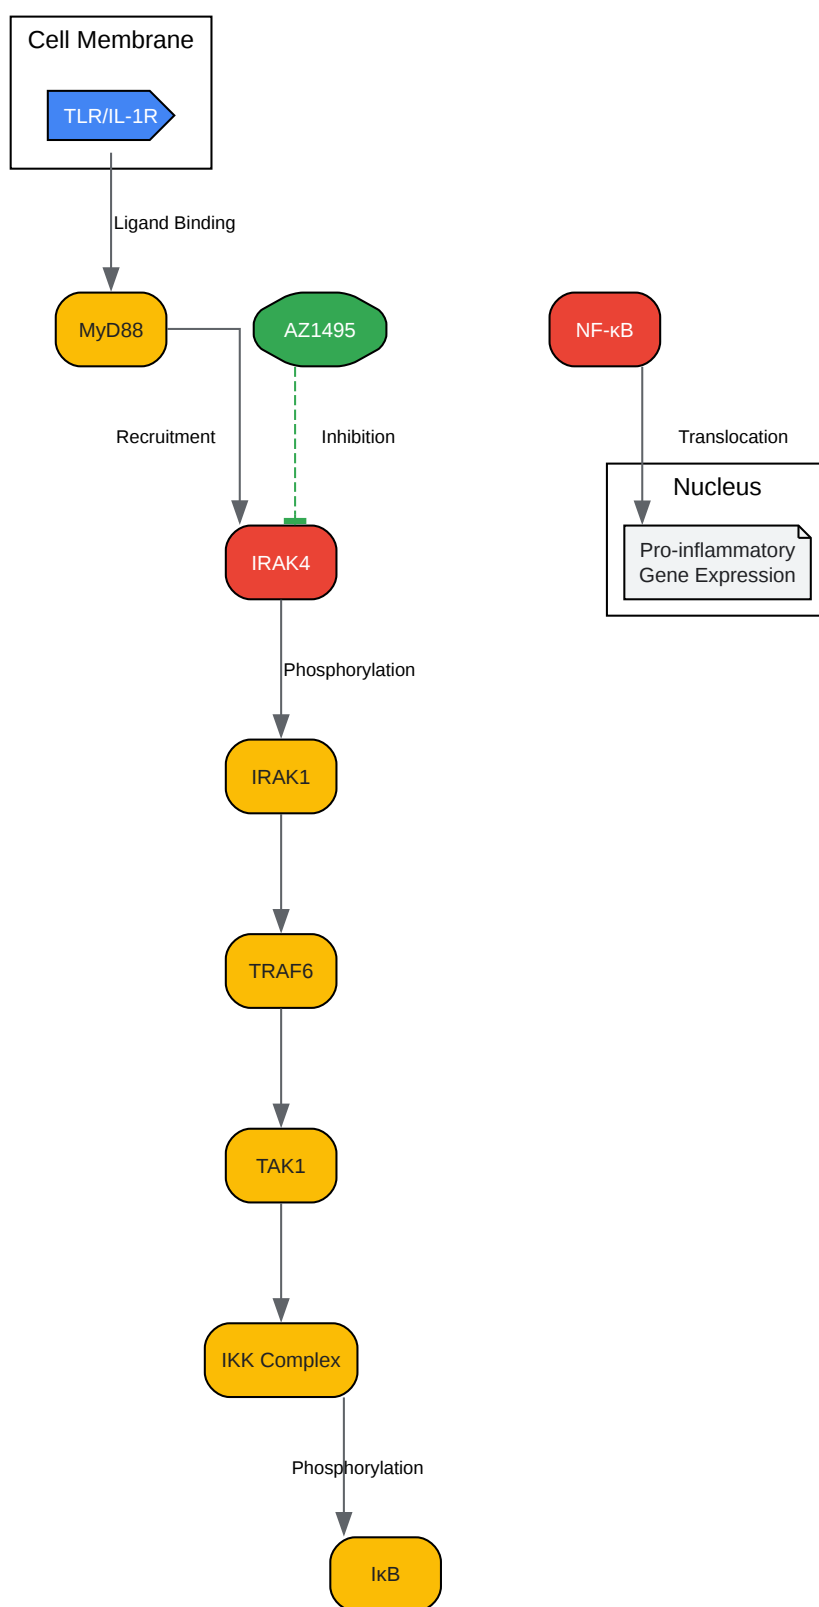 Cell Membrane
TLR/IL-1R
Ligand Binding
MyD88
AZ1495
NF-κB
Recruitment
Inhibition
Translocation
Nucleus
IRAK4
Pro-inflammatory
Gene Expression
Phosphorylation
IRAK1
TRAF6
TAK1
IKK Complex
Phosphorylation
IκB